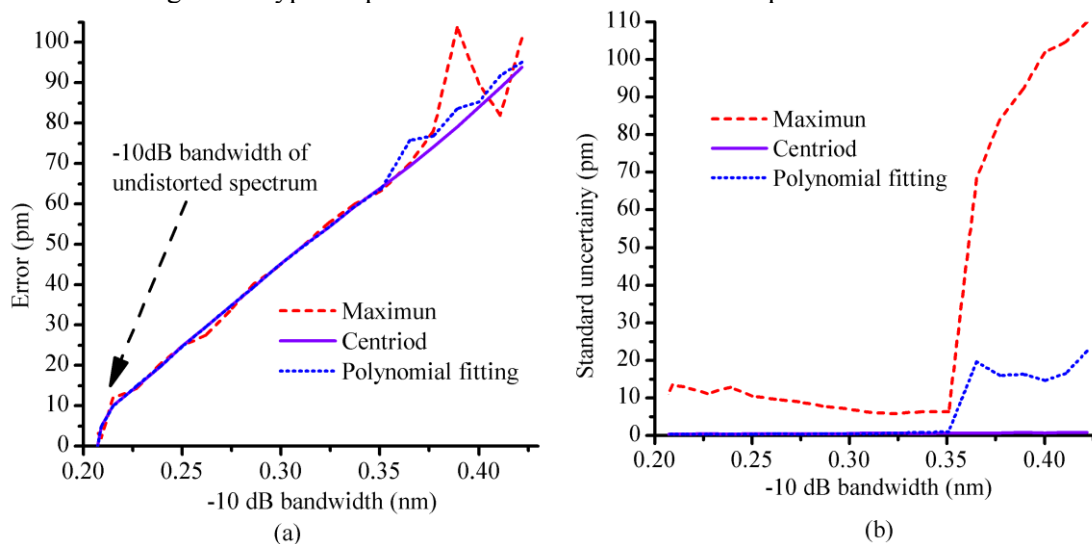 100
90
80
70
60
50
40
30
20
10
0
Error (pm)
-10dB bandwidth of
undistorted spectrum
Maximun
Centriod
Polynomial fitting
0.20 0.25 0.30 0.35 0.40
-10 dB bandwidth (nm)
(a)
110
100
90
80
70
60
50
40
30
20
10
0
Standard uncertainy (pm)
Maximun
Centriod
Polynomial fitting
0.20 0.25 0.30 0.35 0.40
-10 dB bandwidth (nm)
(b)